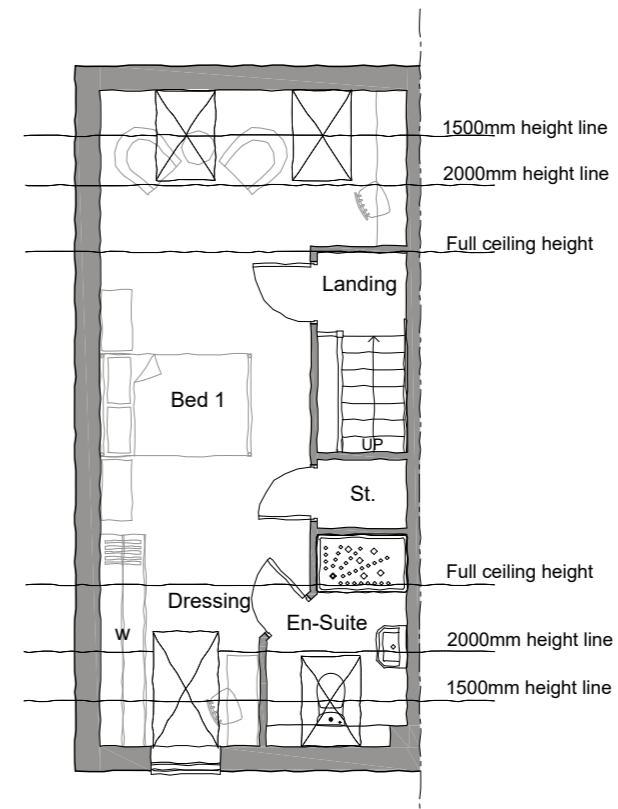 1500mm height line
2000mm height line
Full ceiling height
Landing
Bed 1
UP
St.
Full ceiling height
Dressing
En-Suite
W
2000mm height line
1500mm height line